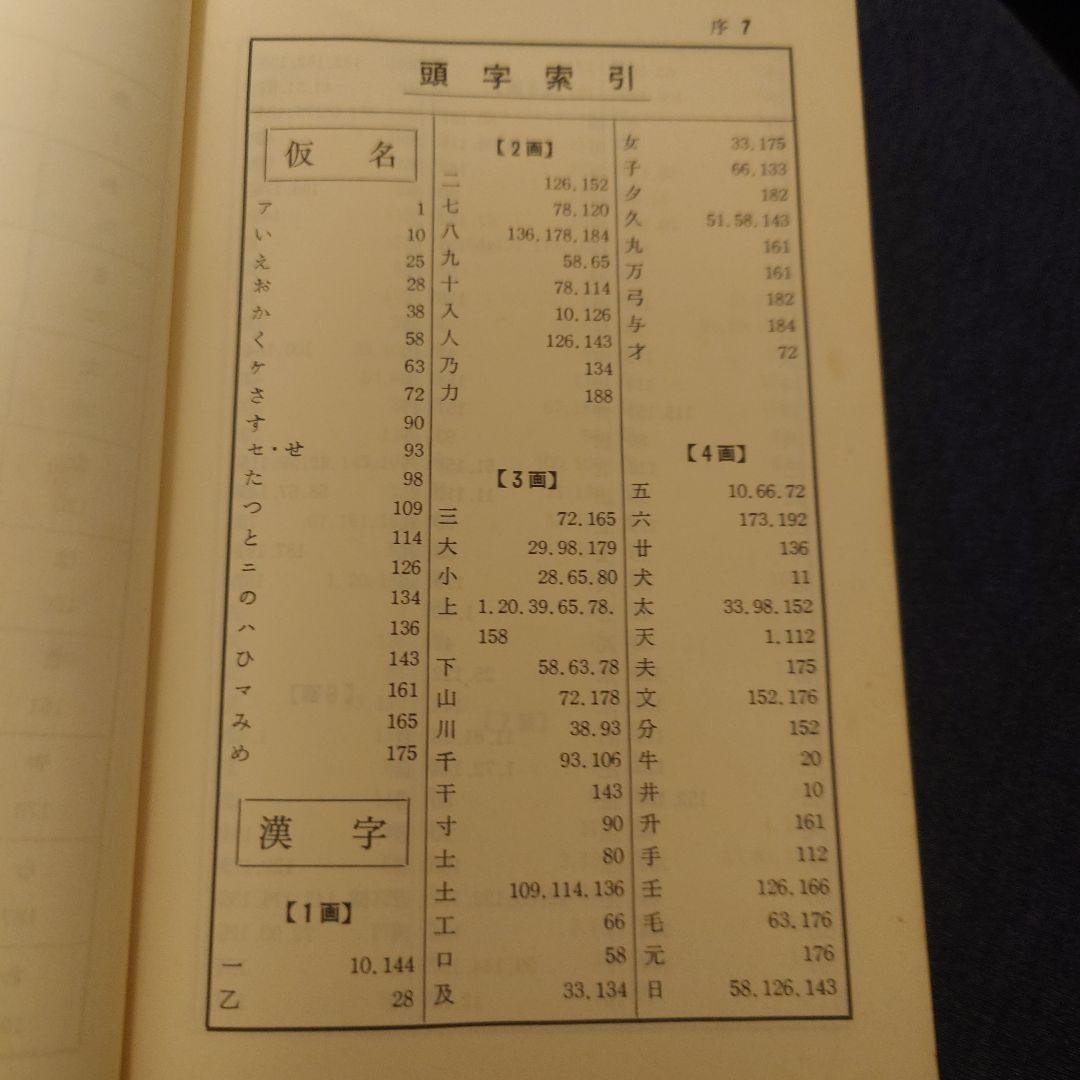 序 7
頭字索引
仮名
ア 1
い 10
え 25
お 28
か 38
く 58
ケ 63
さ 72
す 90
セ・せ 93
た 98
つ 109
と 114
ニ 126
の 134
ハ 136
ひ 143
マ 161
み 165
め 175
漢字
【1画】
一 10.144
乙 28
【2画】
二 126,152
七 78,120
八 136,178,184
九 58.65
十 78.114
入 10.126
人 126.143
乃 134
力 188
【3画】
三 72.165
大 29.98.179
小 28.65.80
上 1.20.39.65.78.
158
下 58.63.78
山 72.178
川 38.93
千 93.106
干 143
寸 90
士 80
土 109,114,136
工 66
口 58
及 33,134
女 33,175
子 66,133
夕 182
久 51.58,143
丸 161
万 161
弓 182
与 184
才 72
【4画】
五 10.66.72
六 173.192
廿 136
犬 11
太 33.98.152
天 1.112
夫 175
文 152,176
分 152
牛 20
井 10
升 161
手 112
壬 126,166
毛 63,176
元 176
日 58,126,143